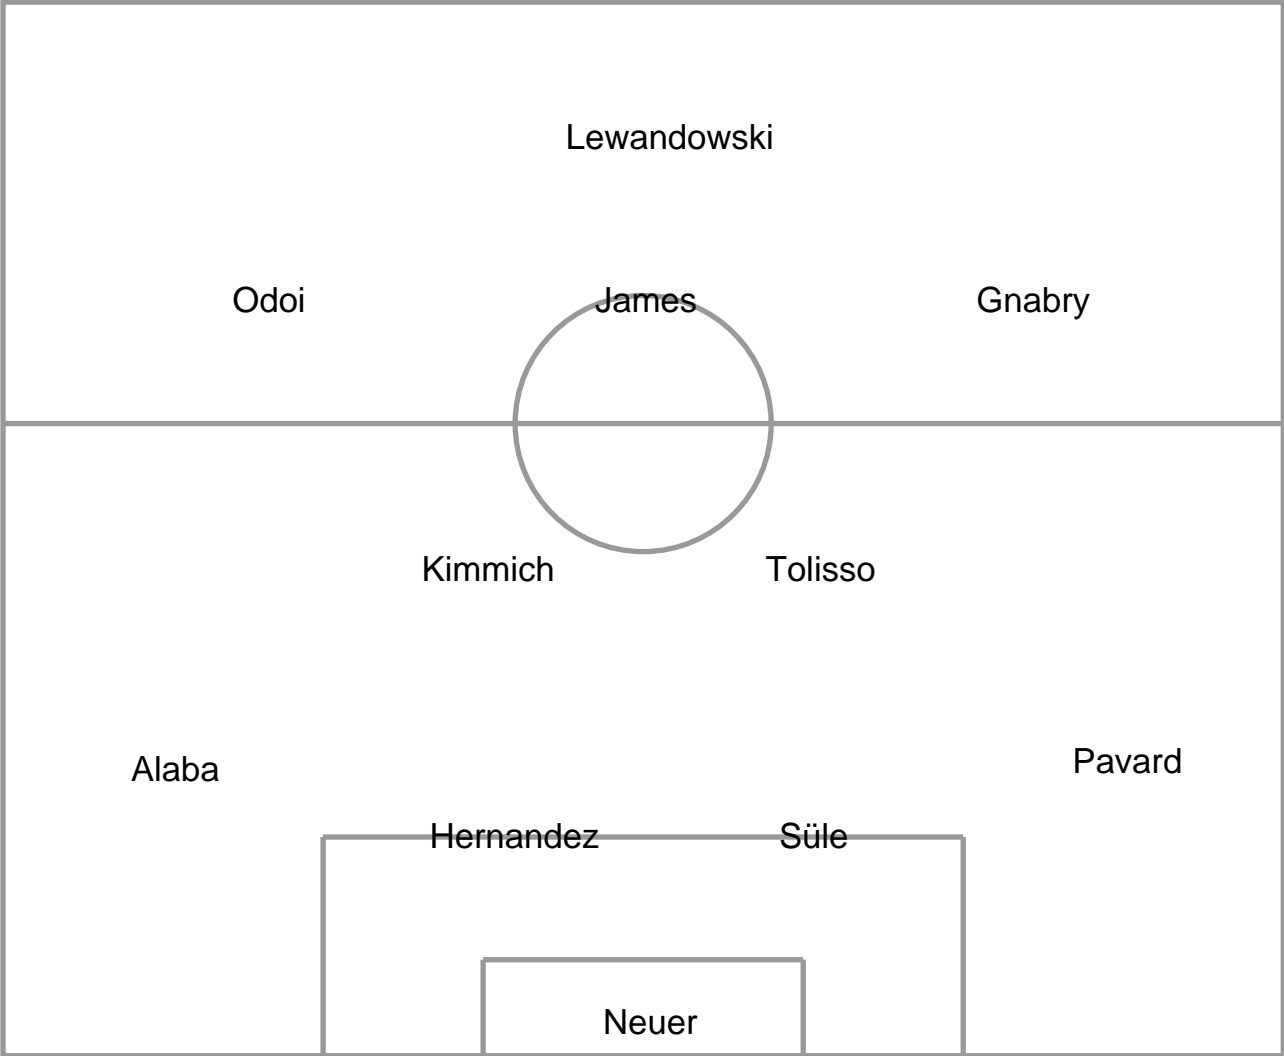 Lewandowski
Odoi James Gnabry
Kimmich Tolisso
Alaba Pavard
Hernandez Süle
Neuer